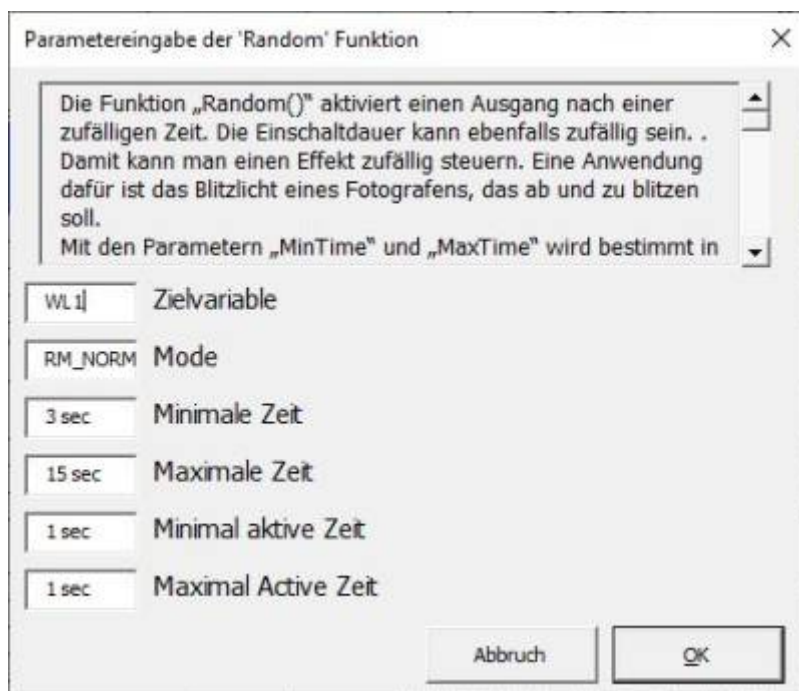 Parametereingabe der 'Random' Funktion
Die Funktion „Random()“ aktiviert einen Ausgang nach einer
zufälligen Zeit. Die Einschaltdauer kann ebenfalls zufällig sein. .
Damit kann man einen Effekt zufällig steuern. Eine Anwendung
dafür ist das Blitzlicht eines Fotografens, das ab und zu blitzen
soll.
Mit den Parametern „MinTime“ und „MaxTime“ wird bestimmt in
WL1 Zielvariable
RM_NORM Mode
3 sec Minimale Zeit
15 sec Maximale Zeit
1 sec Minimal aktive Zeit
1 sec Maximal Active Zeit
Abbruch OK